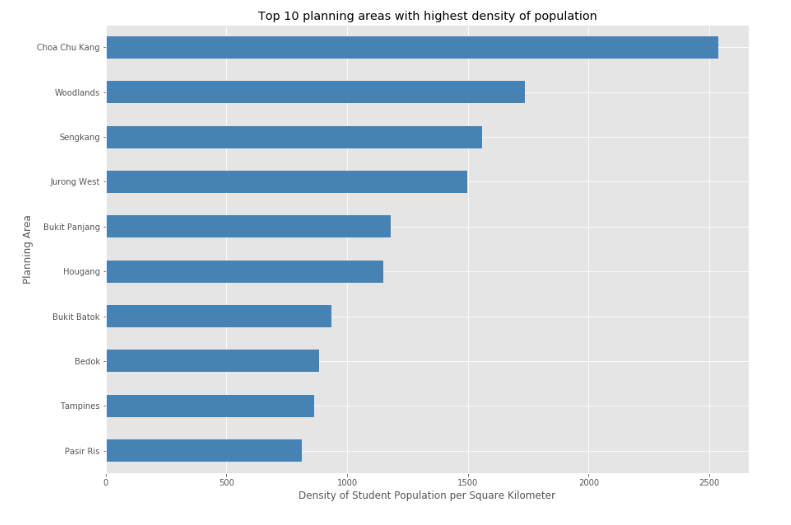 Top 10 planning areas with highest density of population
Choa Chu Kang
Woodlands
Sengkang
Jurong West
Bukit Panjang
Hougang
Bukit Batok
Bedok
Tampines
Pasir Ris
Planning Area
0 500 1000 1500 2000 2500
Density of Student Population per Square Kilometer